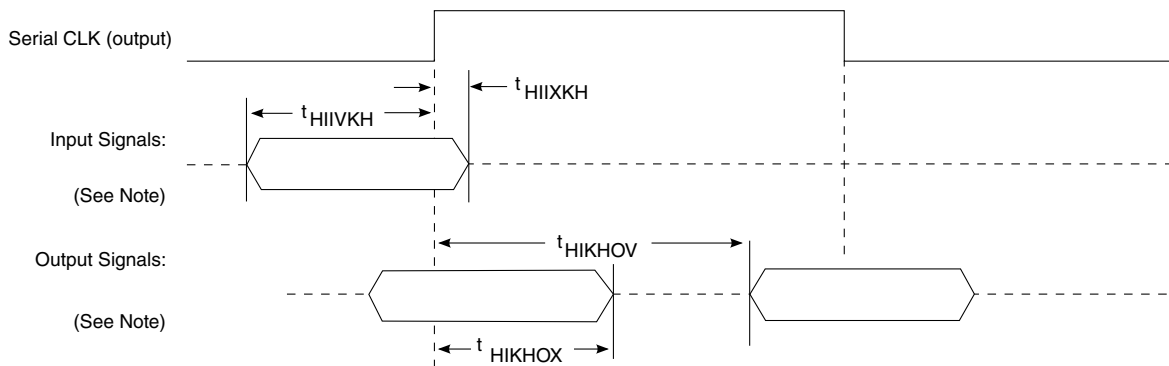 Serial CLK (output)
t HIIXKH
t HIIVKH
Input Signals:
(See Note)
t HIKHOV
Output Signals:
(See Note)
t HIKHOX